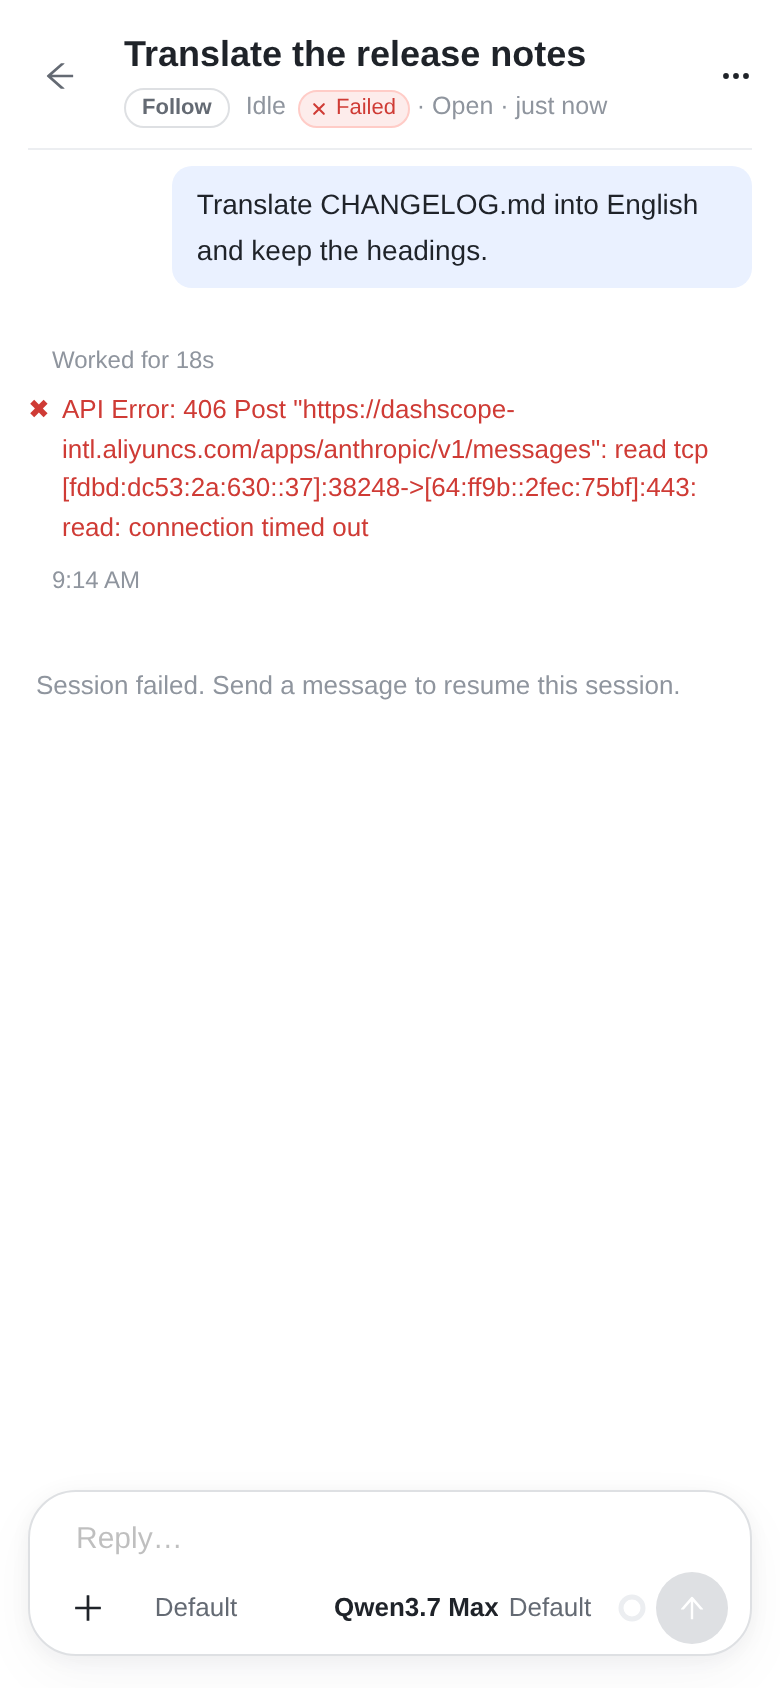 Translate the release notes
Follow Idle × Failed · Open · just now
Translate CHANGELOG.md into English
and keep the headings.
Worked for 18s
✖ API Error: 406 Post "https://dashscope-
intl.aliyuncs.com/apps/anthropic/v1/messages": read tcp
[fdbd:dc53:2a:630::37]:38248->[64:ff9b::2fec:75bf]:443:
read: connection timed out
9:14 AM
Session failed. Send a message to resume this session.
Reply…
Default Qwen3.7 Max Default